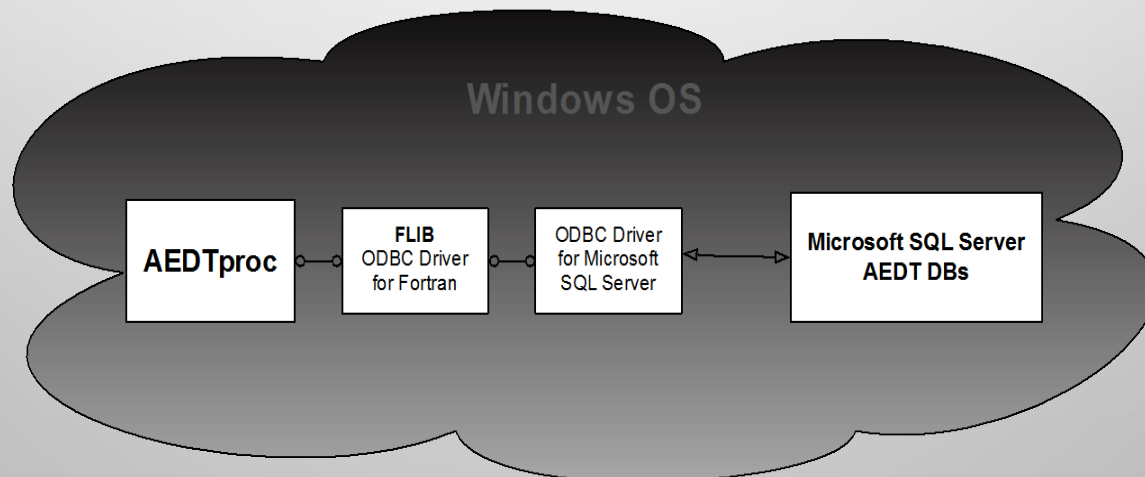 Windows OS
AEDTproc
FLIB
ODBC Driver
for Fortran
ODBC Driver
for Microsoft
SQL Server
Microsoft SQL Server
AEDT DBs